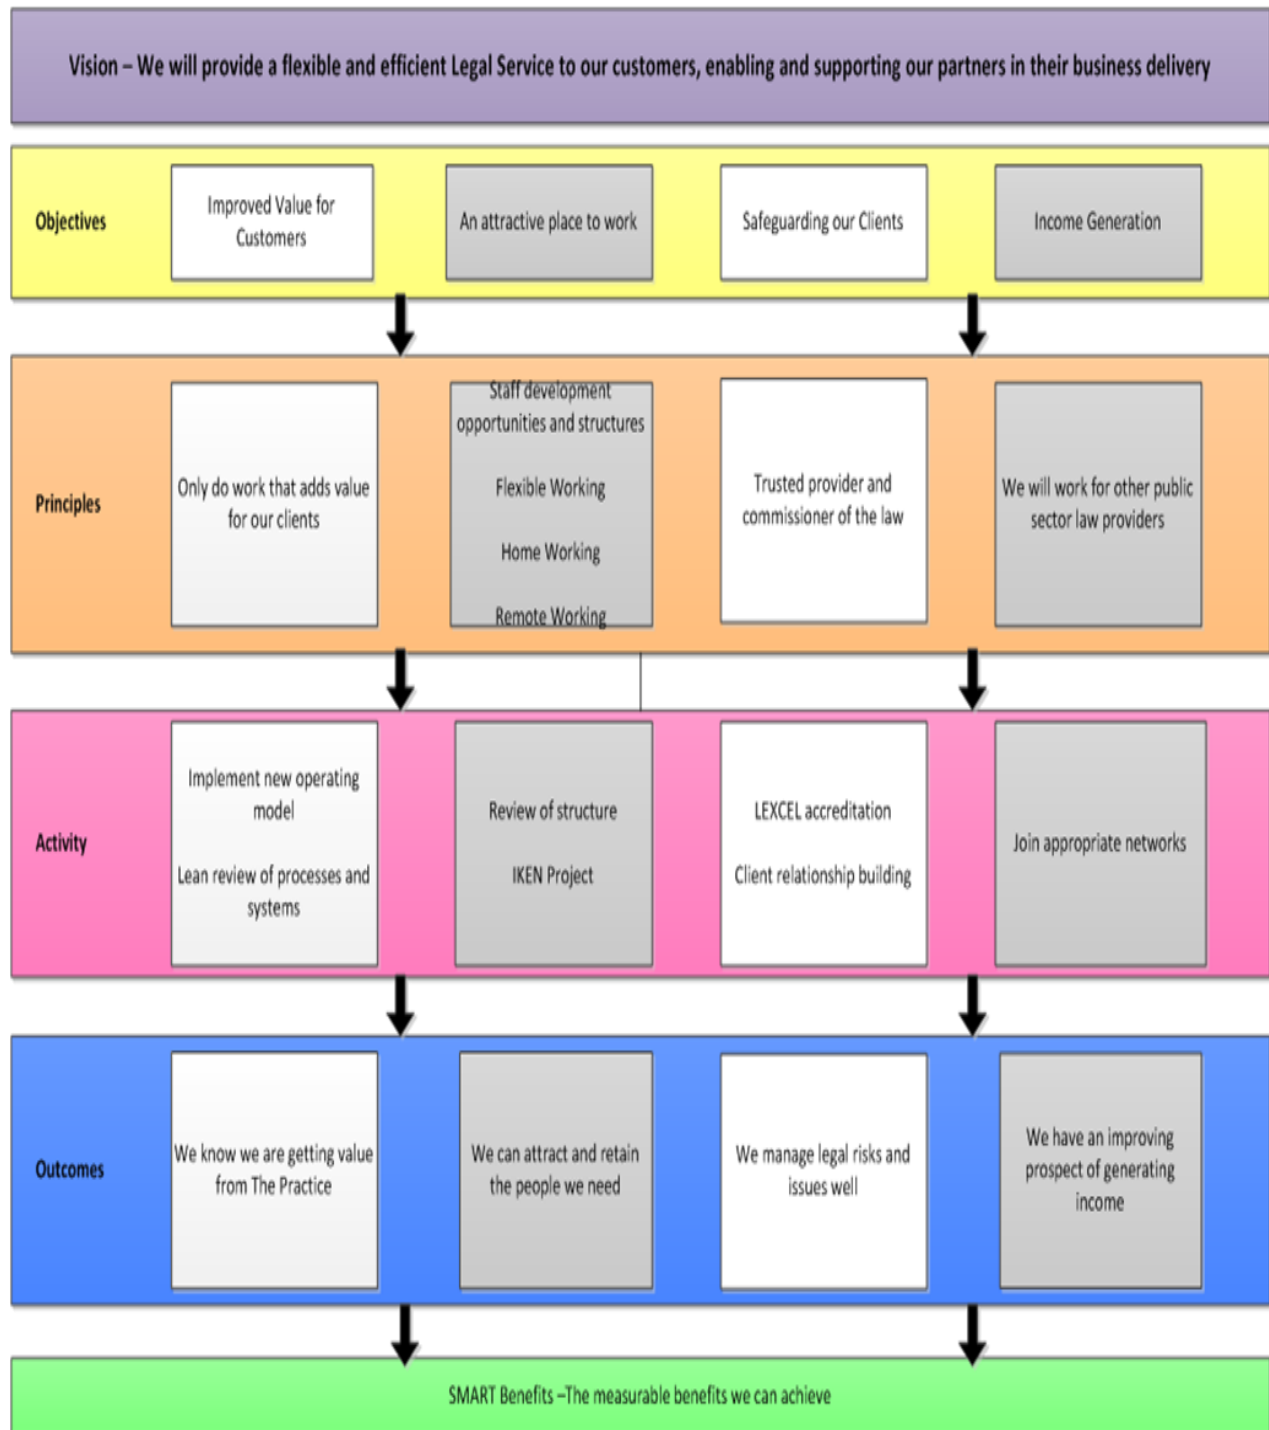 Vision – We will provide a flexible and efficient Legal Service to our customers, enabling and supporting our partners in their business delivery
Objectives
Improved Value for
Customers
An attractive place to work
Safeguarding our Clients
Income Generation
Principles
Only do work that adds value
for our clients
Staff development
opportunities and structures
Flexible Working
Home Working
Remote Working
Trusted provider and
commissioner of the law
We will work for other public
sector law providers
Activity
Implement new operating
model
Lean review of processes and
systems
Review of structure
IKEN Project
LEXCEL accreditation
Client relationship building
Join appropriate networks
Outcomes
We know we are getting value
from The Practice
We can attract and retain
the people we need
We manage legal risks and
issues well
We have an improving
prospect of generating
income
SMART Benefits –The measurable benefits we can achieve